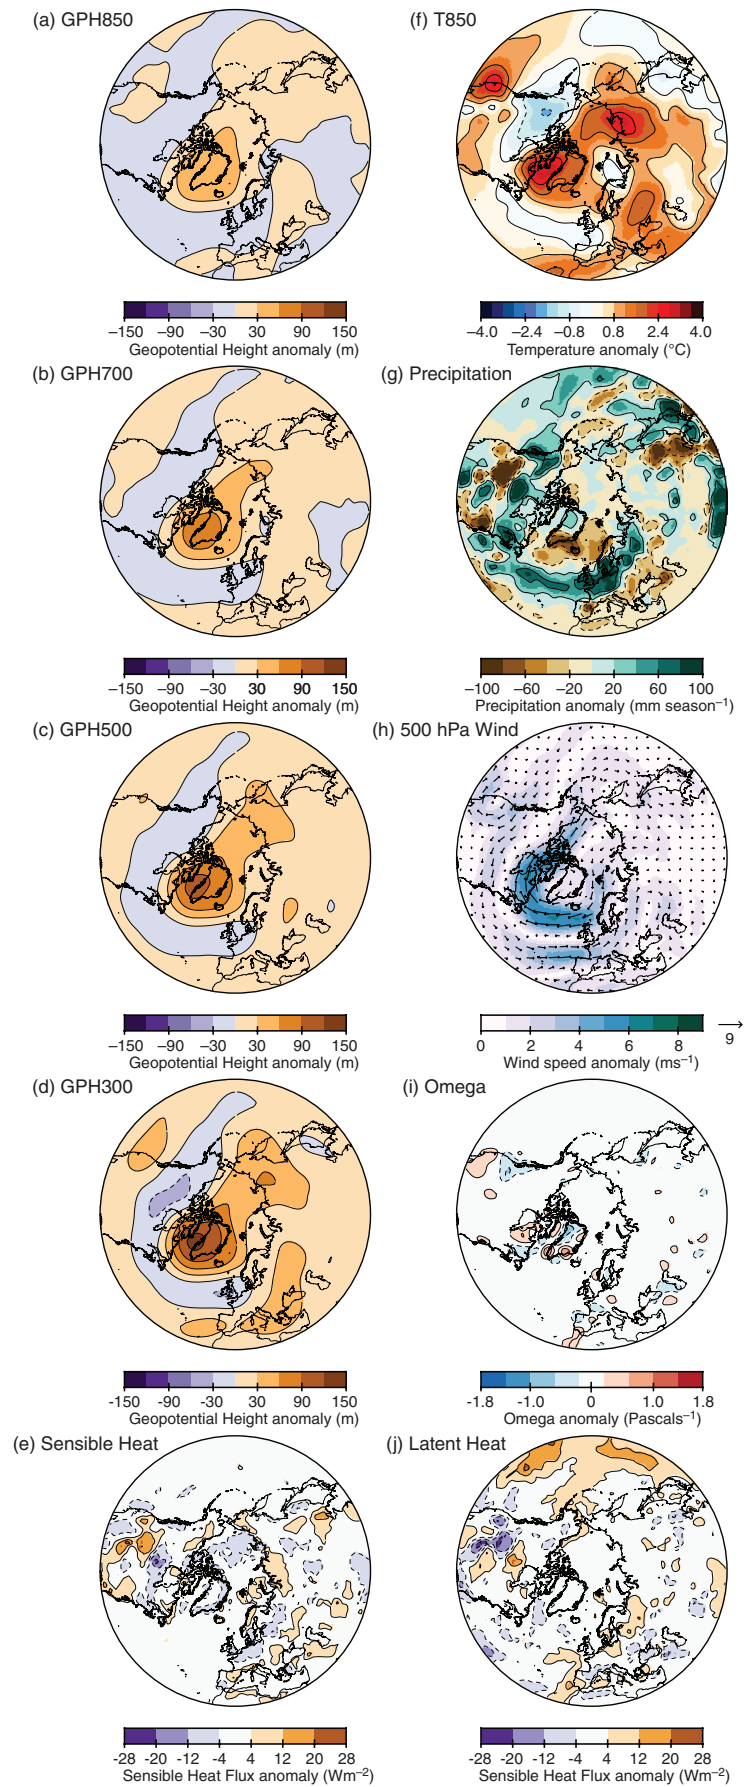 (a) GPH850
(f) T850
−150 −90 −30 30 90 150
Geopotential Height anomaly (m)
−4.0 −2.4 −0.8 0.8 2.4 4.0
Temperature anomaly (°C)
(b) GPH700
(g) Precipitation
−150 −90 −30 30 90 150
Geopotential Height anomaly (m)
−100 −60 −20 20 60 100
Precipitation anomaly (mm season⁻¹)
(c) GPH500
(h) 500 hPa Wind
−150 −90 −30 30 90 150
Geopotential Height anomaly (m)
0 2 4 6 8
Wind speed anomaly (ms⁻¹)
9
(d) GPH300
(i) Omega
-150 -90 -30 30 90 150
Geopotential Height anomaly (m)
-1.8 -1.0 0 1.0 1.8
Omega anomaly (Pascals⁻¹)
(e) Sensible Heat
(j) Latent Heat
-28 -20 -12 -4 4 12 20 28
Sensible Heat Flux anomaly (Wm⁻²)
-28 -20 -12 -4 4 12 20 28
Sensible Heat Flux anomaly (Wm⁻²)